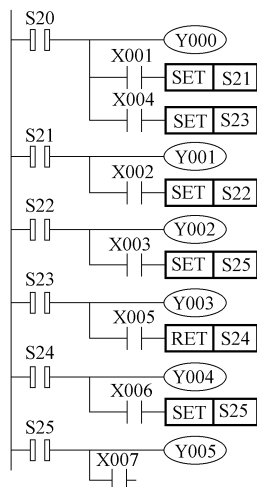 S20
Y000
X001
SET S21
X004
SET S23
S21
Y001
X002
SET S22
S22
Y002
X003
SET S25
S23
Y003
X005
RET S24
S24
Y004
X006
SET S25
S25
Y005
X007